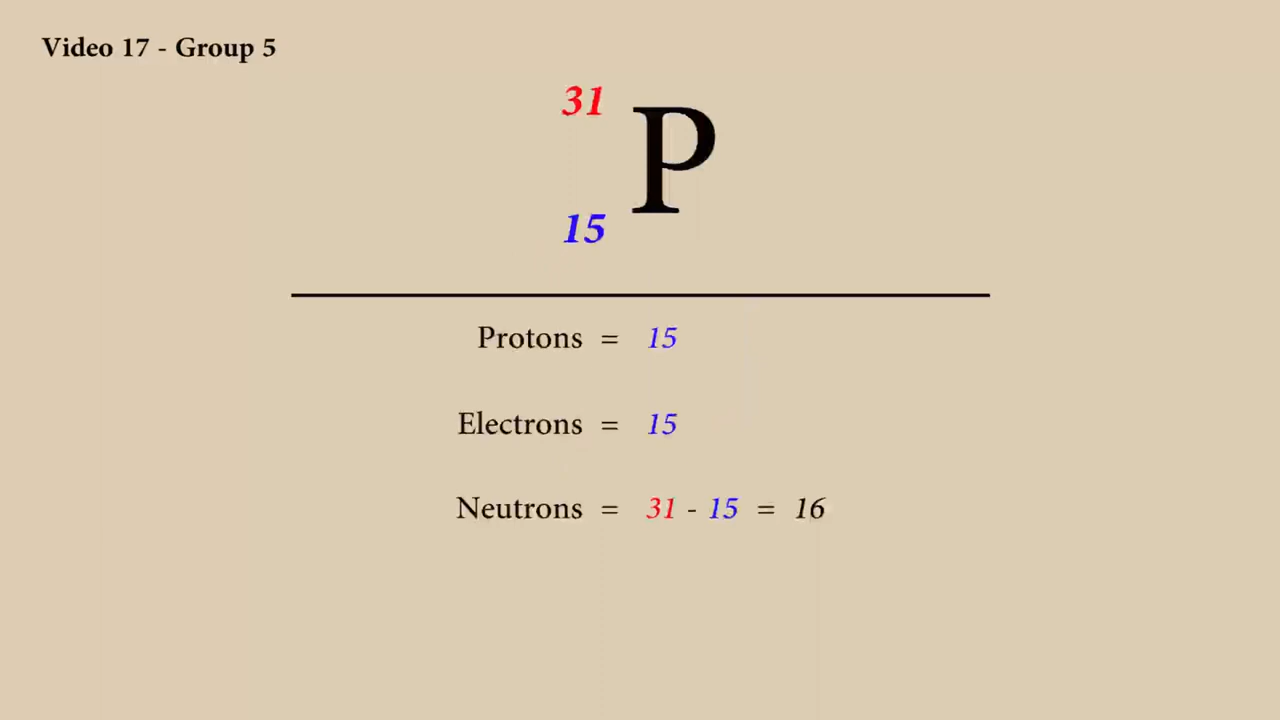 Video 17 - Group 5
31
P
15
Protons = 15
Electrons = 15
Neutrons = 31 - 15 = 16